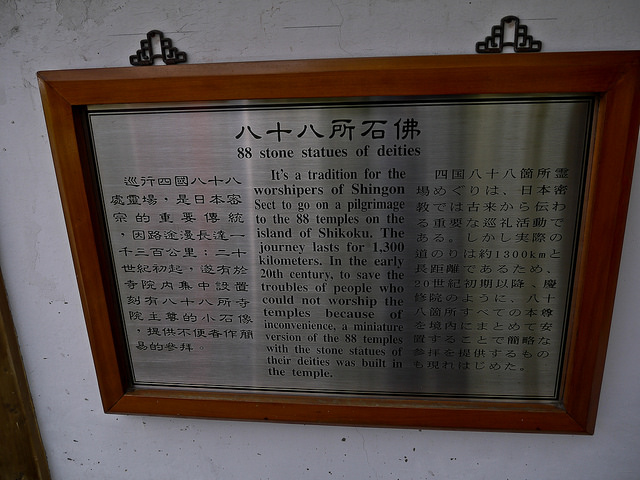 八十八所石佛
88 stone statues of deities
巡行四國八十八
處靈場，是日本密
宗的重要傳統
，因路途漫長達一
千三百公里；二十
世紀初起，遂有於
寺院內集中設置
刻有八十八所寺
院主尊的小石像
，提供不便者作簡
易的參拜。
It's a tradition for the
worshipers of Shingon
Sect to go on a pilgrimage
to the 88 temples on the
island of Shikoku. The
journey lasts for 1,300
kilometers. In the early
20th century, to save the
troubles of people who
could not worship the
temples because of
inconvenience, a miniature
version of the 88 temples
with the stone statues of
their deities was built in
the temple.
四国八十八箇所霊
場めぐりは、日本密
教では古来から伝わ
る重要な巡礼活動で
ある。しかし実際の
道のりは約1300kmと
長距離であるため、
20世紀初期以降、慶
修院のように、八十
八箇所すべての本尊
を境内にまとめて安
置することで簡略な
参拝を提供するもの
も現れはじめた。